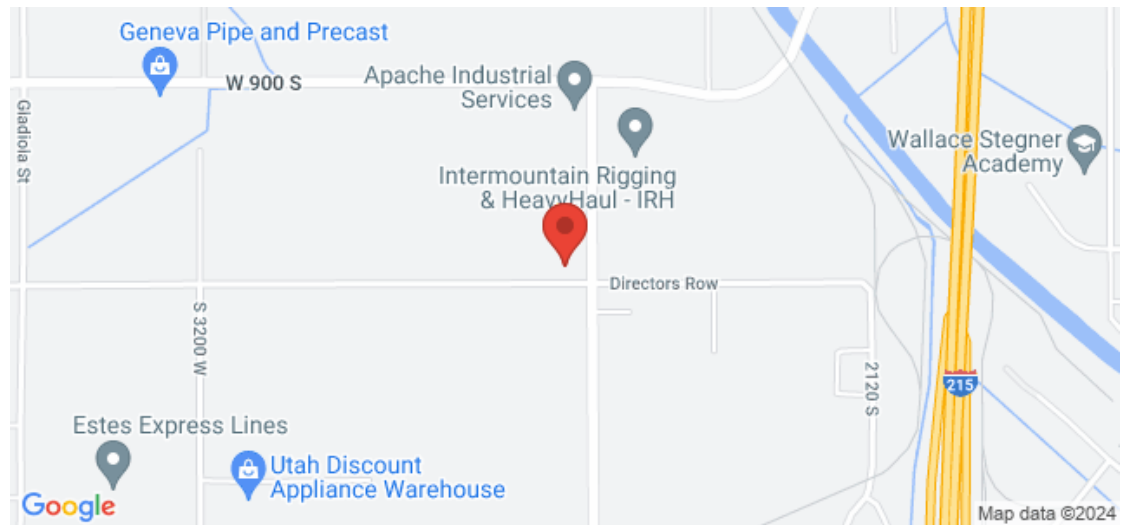 Geneva Pipe and Precast
W 900 S
Apache Industrial
Services
Gladiola St
Wallace Stegner
Academy
Intermountain Rigging
& HeavyHaul - IRH
Directors Row
S 3200 W
2120 S
215
Estes Express Lines
Utah Discount
Appliance Warehouse
Google
Map data ©2024